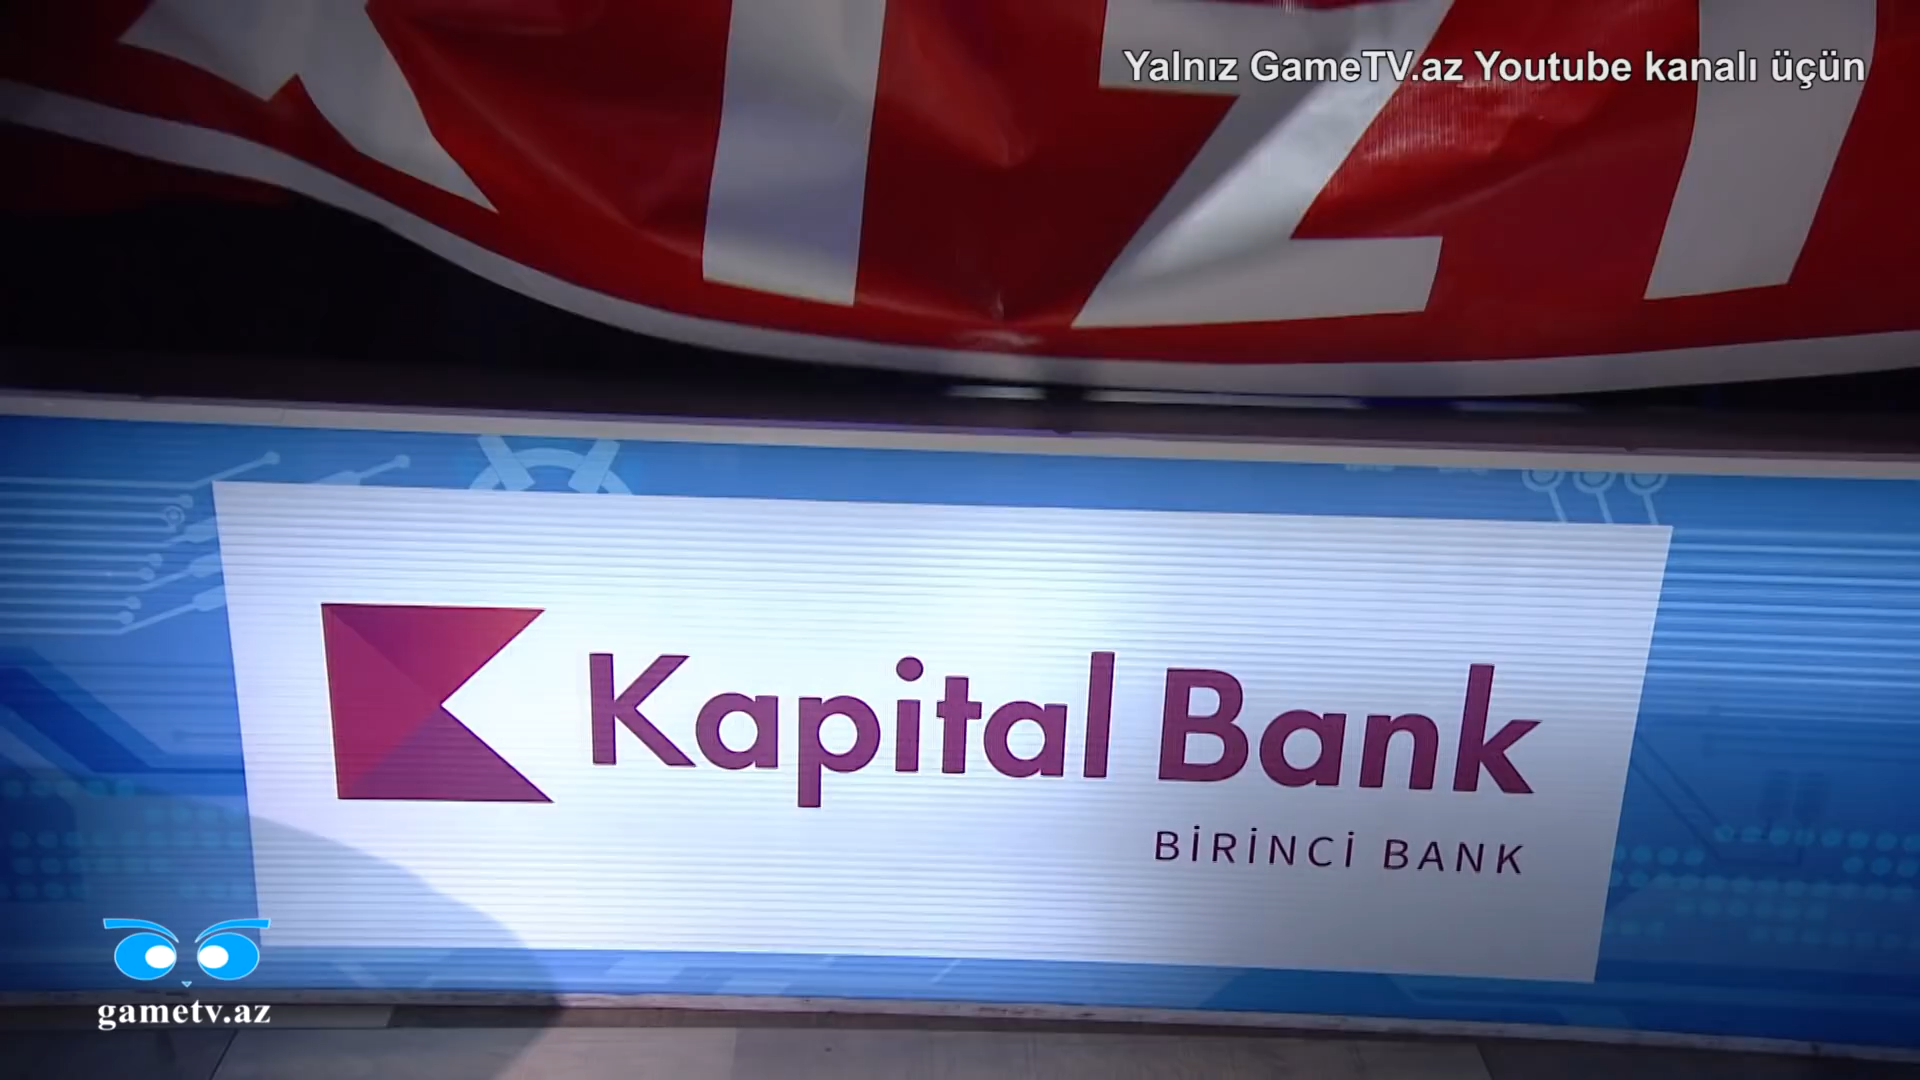 Yalnız GameTV.az Youtube kanalı üçün
Kapital Bank
BİRİNCİ BANK
gametv.az